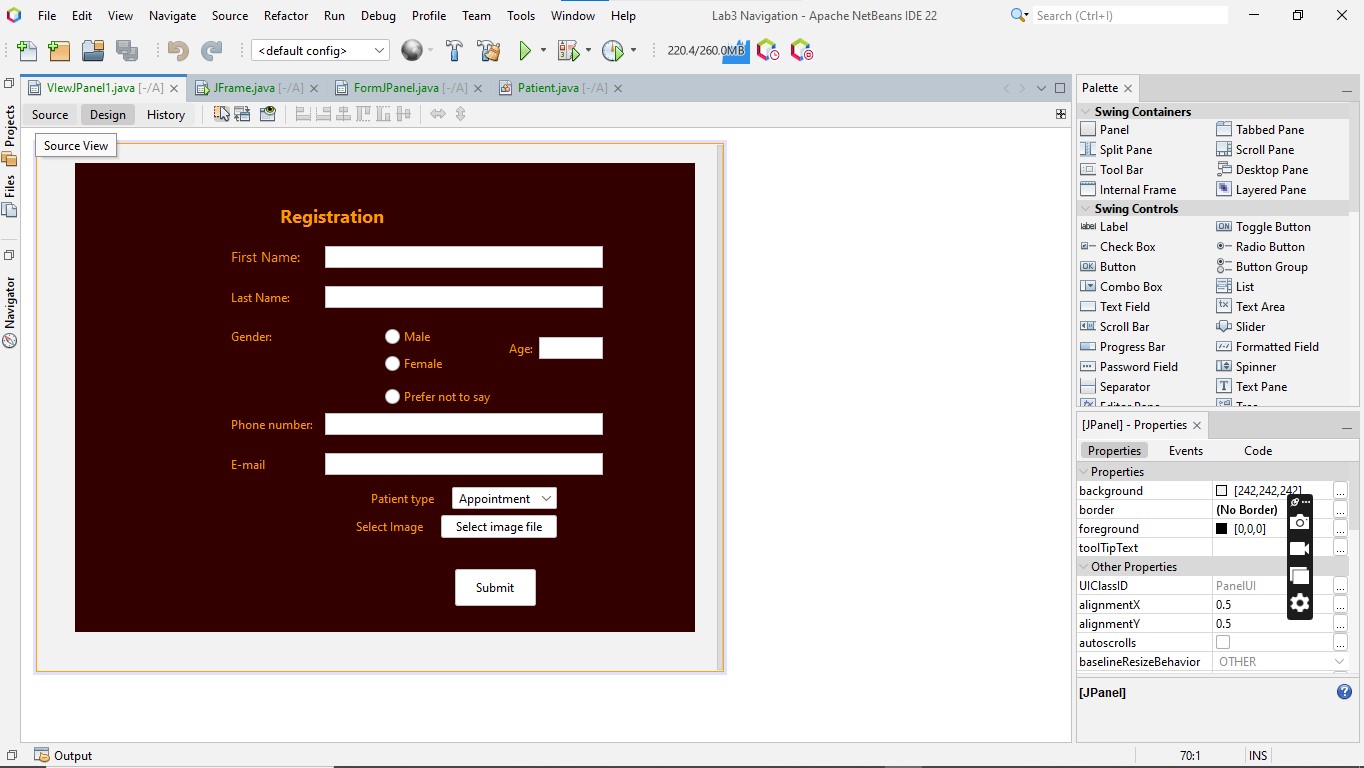 File Edit View Navigate Source Refactor Run Debug Profile Team Tools Window Help Lab3 Navigation - Apache NetBeans IDE 22 Search (Ctrl+I)
<default config> 220.4/260.0MB
VIewJPanel1.java [-/A] JFrame.java [-/A] FormJPanel.java [-/A] Patient.java [-/A]
Source Design History
Source View
Projects
Files
Navigator
Registration
First Name:
Last Name:
Gender: Male
Age:
Female
Prefer not to say
Phone number:
E-mail
Patient type Appointment
Select Image Select image file
Submit
Palette
Swing Containers
Panel Tabbed Pane
Split Pane Scroll Pane
Tool Bar Desktop Pane
Internal Frame Layered Pane
Swing Controls
label Label ON Toggle Button
Check Box Radio Button
OK Button Button Group
Combo Box List
Text Field tx Text Area
Scroll Bar Slider
Progress Bar Formatted Field
Password Field Spinner
Separator T Text Pane
Editor Pane Tree
[JPanel] - Properties
Properties Events Code
Properties
background [242,242,242] ...
border (No Border) ...
foreground [0,0,0] ...
toolTipText ...
Other Properties
UIClassID PanelUI ...
alignmentX 0.5 ...
alignmentY 0.5 ...
autoscrolls ...
baselineResizeBehavior OTHER
[JPanel]
Output 70:1 INS